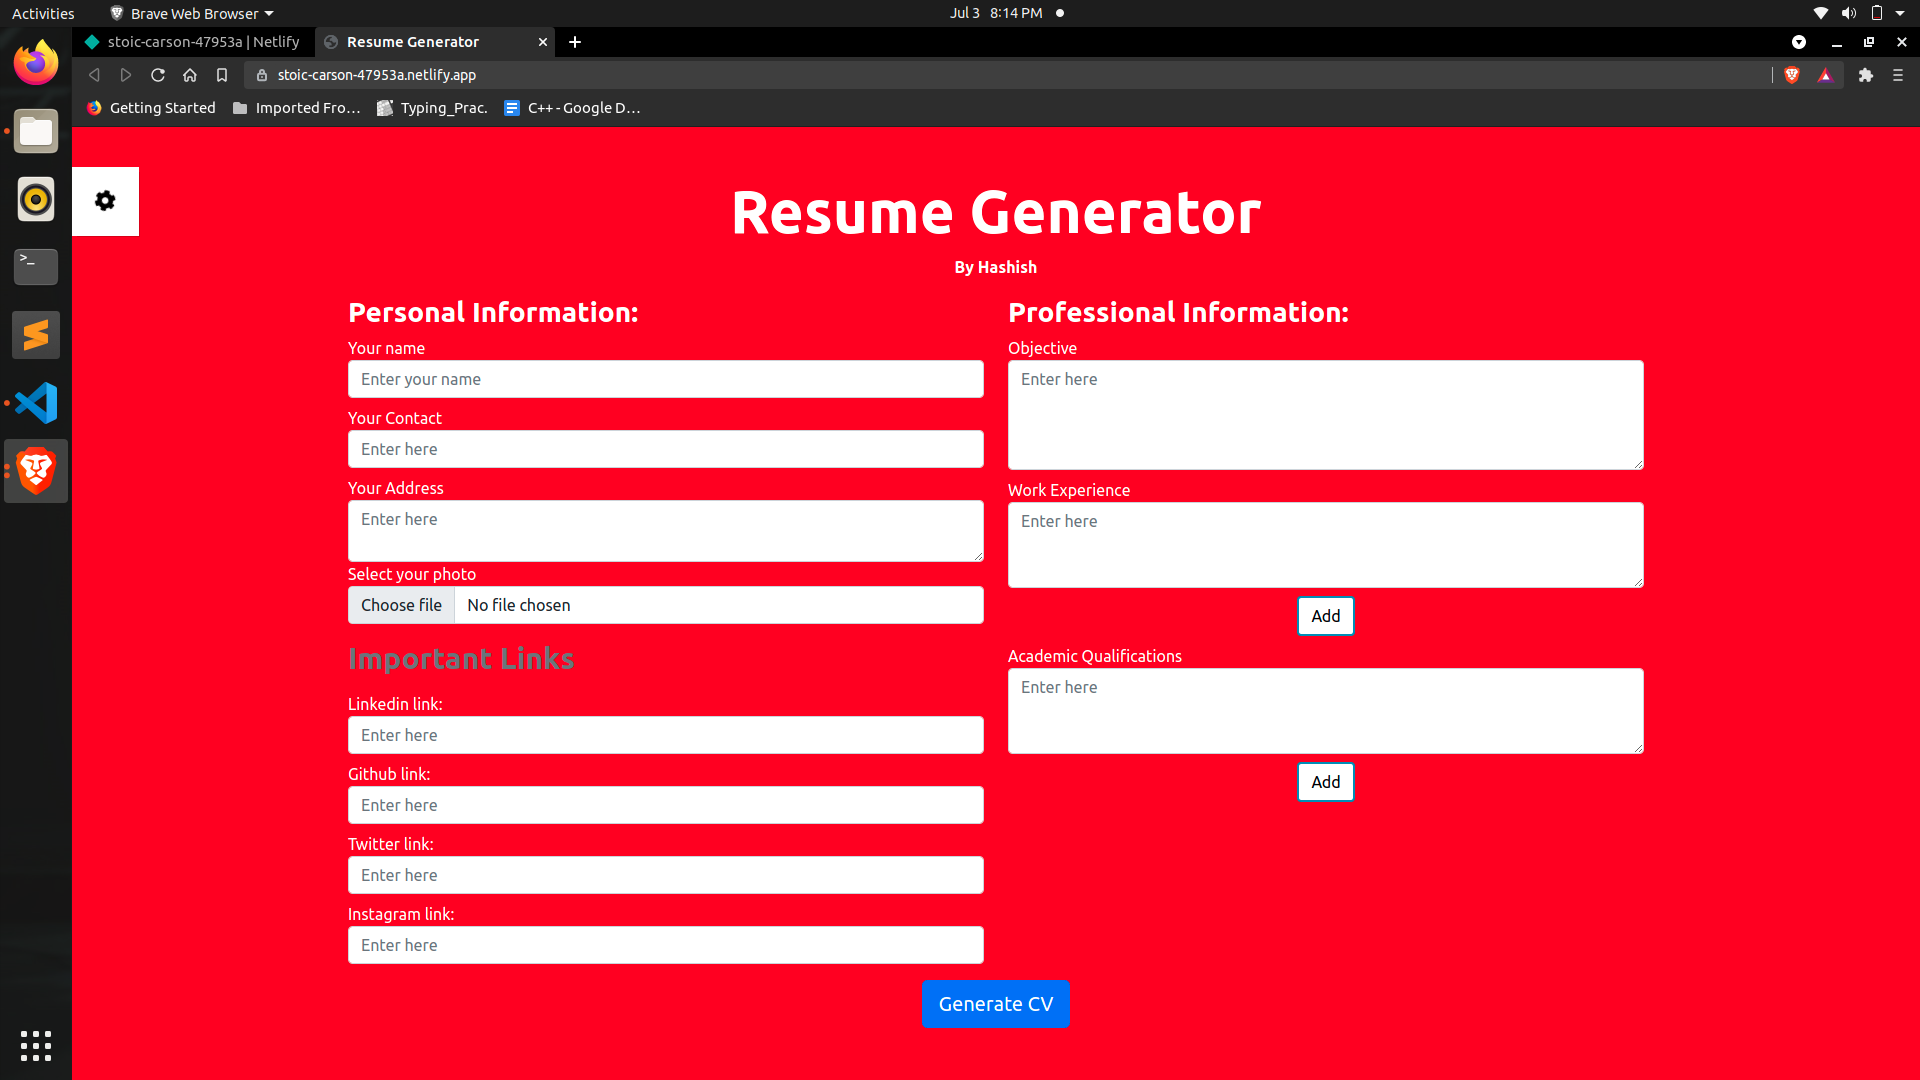 Activities
Brave Web Browser
Jul 3 8:14 PM
stoic-carson-47953a | Netlify
Resume Generator
stoic-carson-47953a.netlify.app
Getting Started
Imported Fro...
Typing_Prac.
C++ - Google D...
Resume Generator
By Hashish
Personal Information:
Your name
Enter your name
Your Contact
Enter here
Your Address
Enter here
Select your photo
Choose file
No file chosen
Important Links
Linkedin link:
Enter here
Github link:
Enter here
Twitter link:
Enter here
Instagram link:
Enter here
Professional Information:
Objective
Enter here
Work Experience
Enter here
Add
Academic Qualifications
Enter here
Add
Generate CV